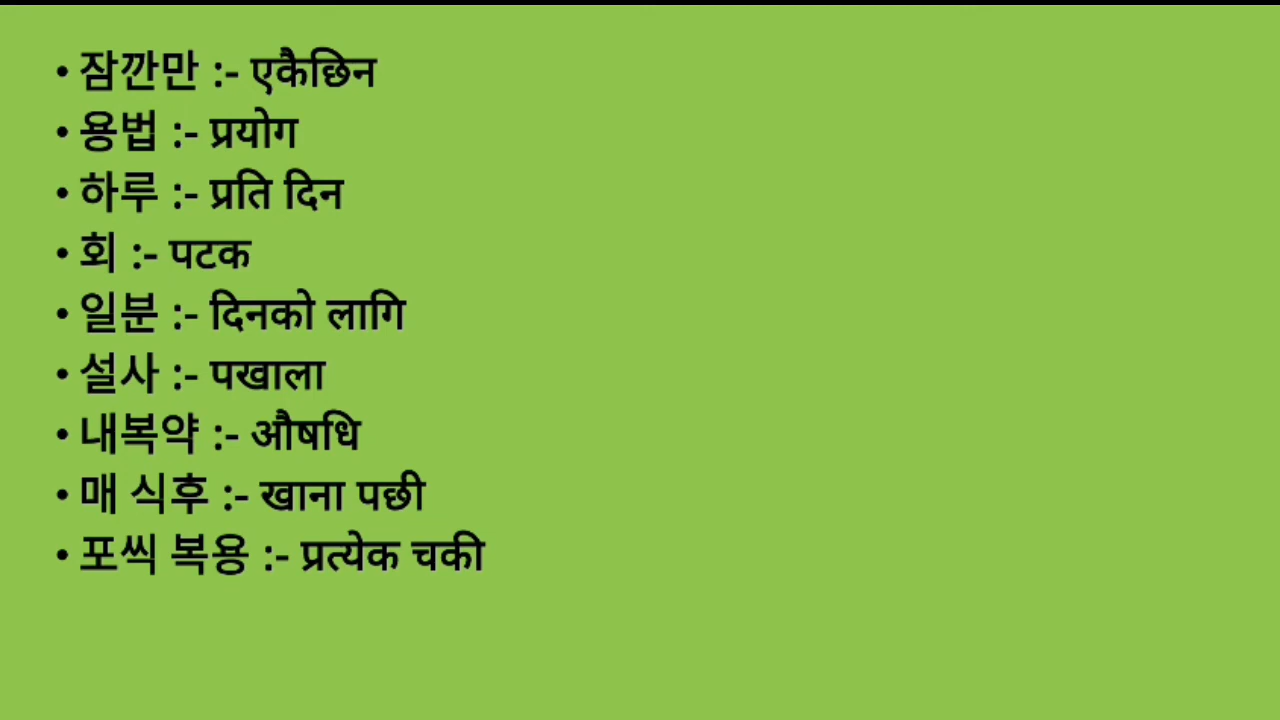 • 잠깐만 :- एकैछिन
• 용법 :- प्रयोग
• 하루 :- प्रति दिन
• 회 :- पटक
• 일분 :- दिनको लागि
• 설사 :- पखाला
• 내복약 :- औषधि
• 매 식후 :- खाना पछी
• 포씩 복용 :- प्रत्येक चकी